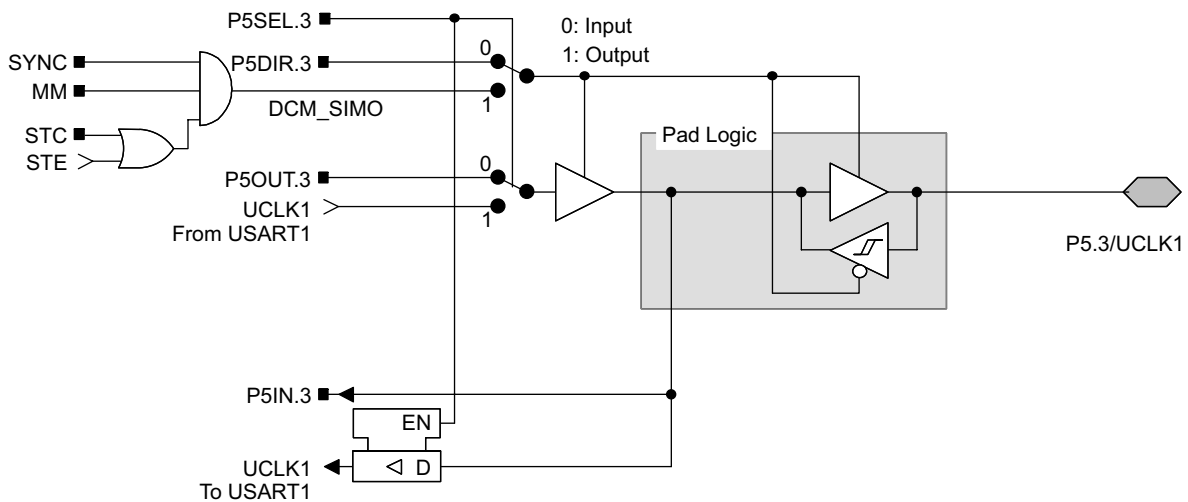 P5SEL.3
0: Input
1: Output
SYNC
P5DIR.3
0
MM
1
DCM_SIMO
STC
STE
Pad Logic
P5OUT.3
0
UCLK1
From USART1
1
P5.3/UCLK1
P5IN.3
EN
UCLK1
To USART1
D